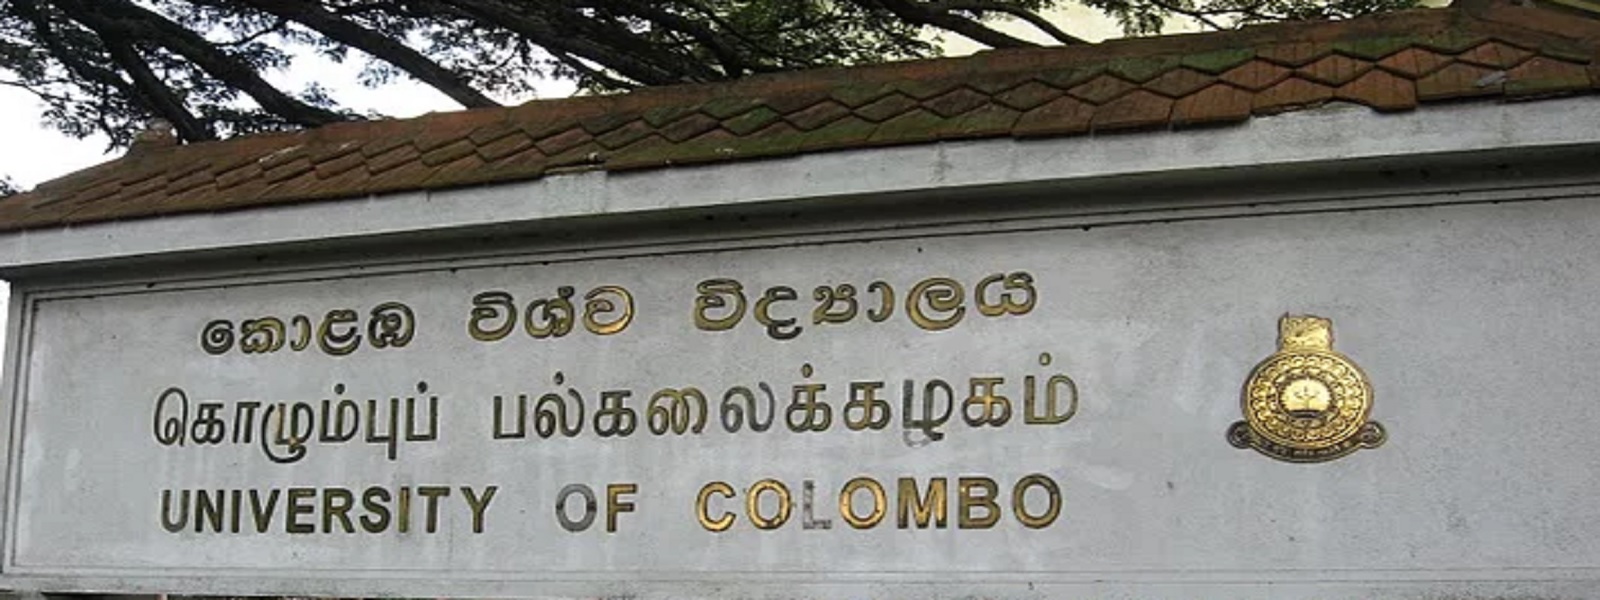 කොළඹ විශ්ව විද්‍යාලය
கொழும்புப் பல்கலைக்கழகம்
UNIVERSITY OF COLOMBO